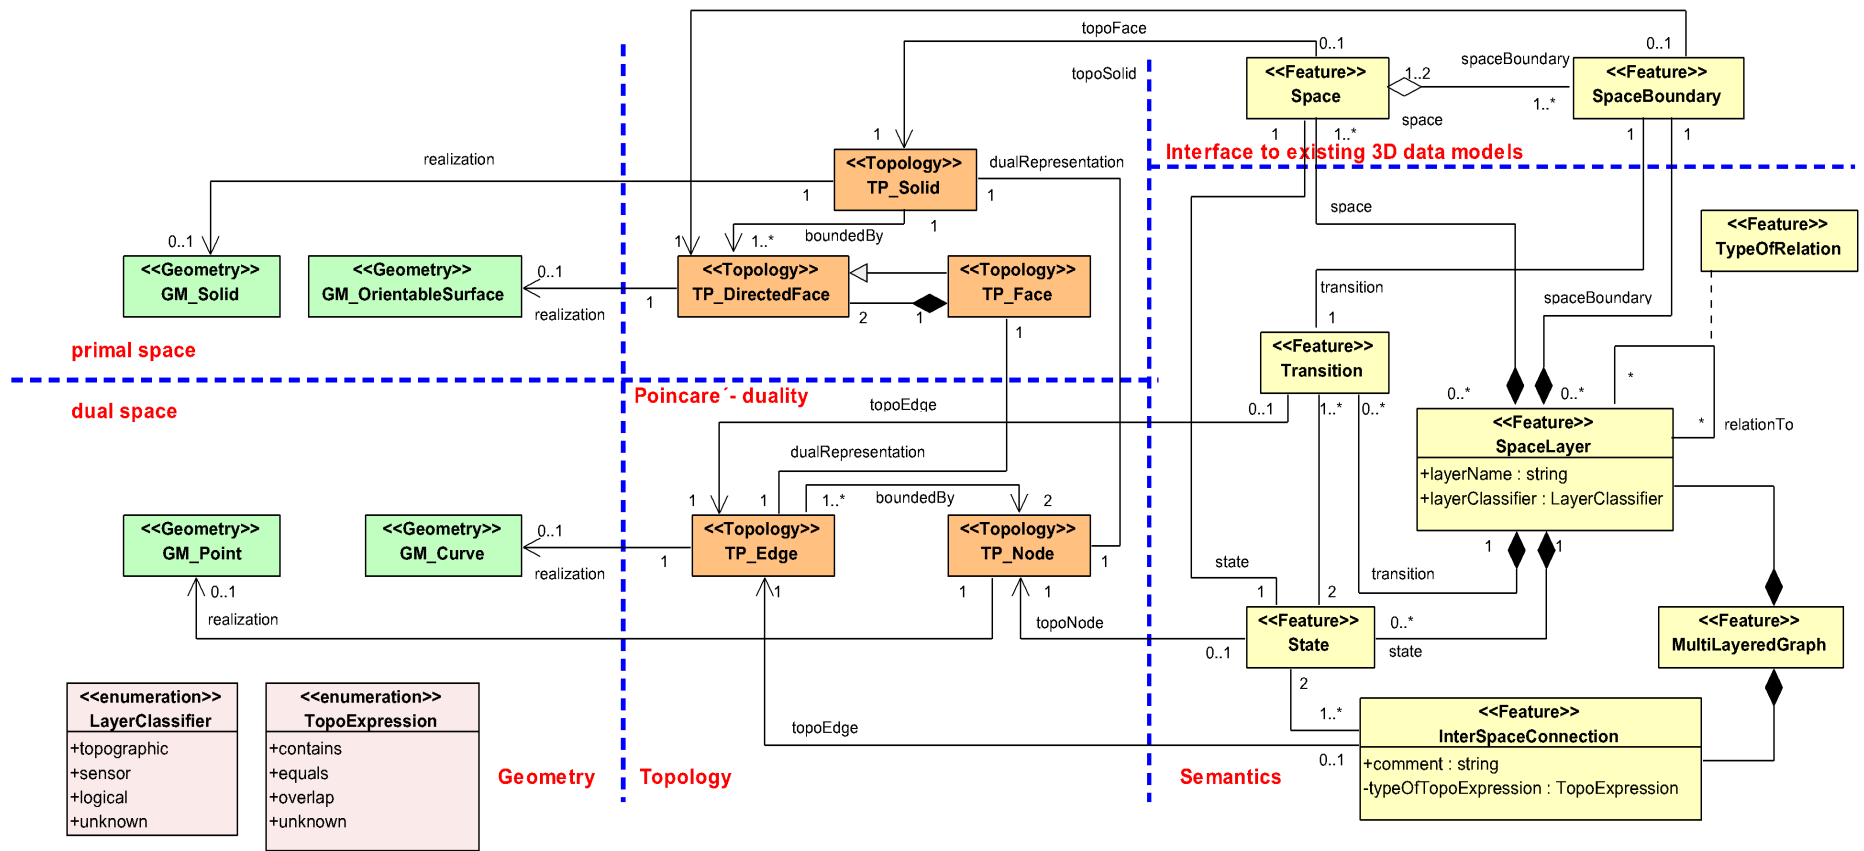 topoFace
0..1
0..1
topoSolid
<<Feature>>
Space
1..2
spaceBoundary
1..*
space
<<Feature>>
SpaceBoundary
1
1..*
1
1
Interface to existing 3D data models
realization
1
<<Topology>>
TP_Solid
dualRepresentation
1
1
0..1
1
1..*
boundedBy
1
space
<<Feature>>
TypeOfRelation
<<Geometry>>
GM_Solid
<<Geometry>>
GM_OrientableSurface
0..1
realization
1
<<Topology>>
TP_DirectedFace
2
1
<<Topology>>
TP_Face
1
transition
1
spaceBoundary
primal space
<<Feature>>
Transition
dual space
Poincare´- duality
topoEdge
0..1
1..*
0..*
0..*
0..*
*
*
relationTo
<<Feature>>
SpaceLayer
+layerName : string
+layerClassifier : LayerClassifier
dualRepresentation
1
1
1..*
boundedBy
2
<<Geometry>>
GM_Point
<<Geometry>>
GM_Curve
0..1
realization
1
<<Topology>>
TP_Edge
<<Topology>>
TP_Node
1
1
1
0..1
realization
1
1
topoNode
state
1
2
transition
0..1
<<Feature>>
State
0..*
state
2
<<Feature>>
MultiLayeredGraph
<<enumeration>>
LayerClassifier
+topographic
+sensor
+logical
+unknown
<<enumeration>>
TopoExpression
+contains
+equals
+overlap
+unknown
topoEdge
1..*
0..1
<<Feature>>
InterSpaceConnection
+comment : string
-typeOfTopoExpression : TopoExpression
Geometry
Topology
Semantics